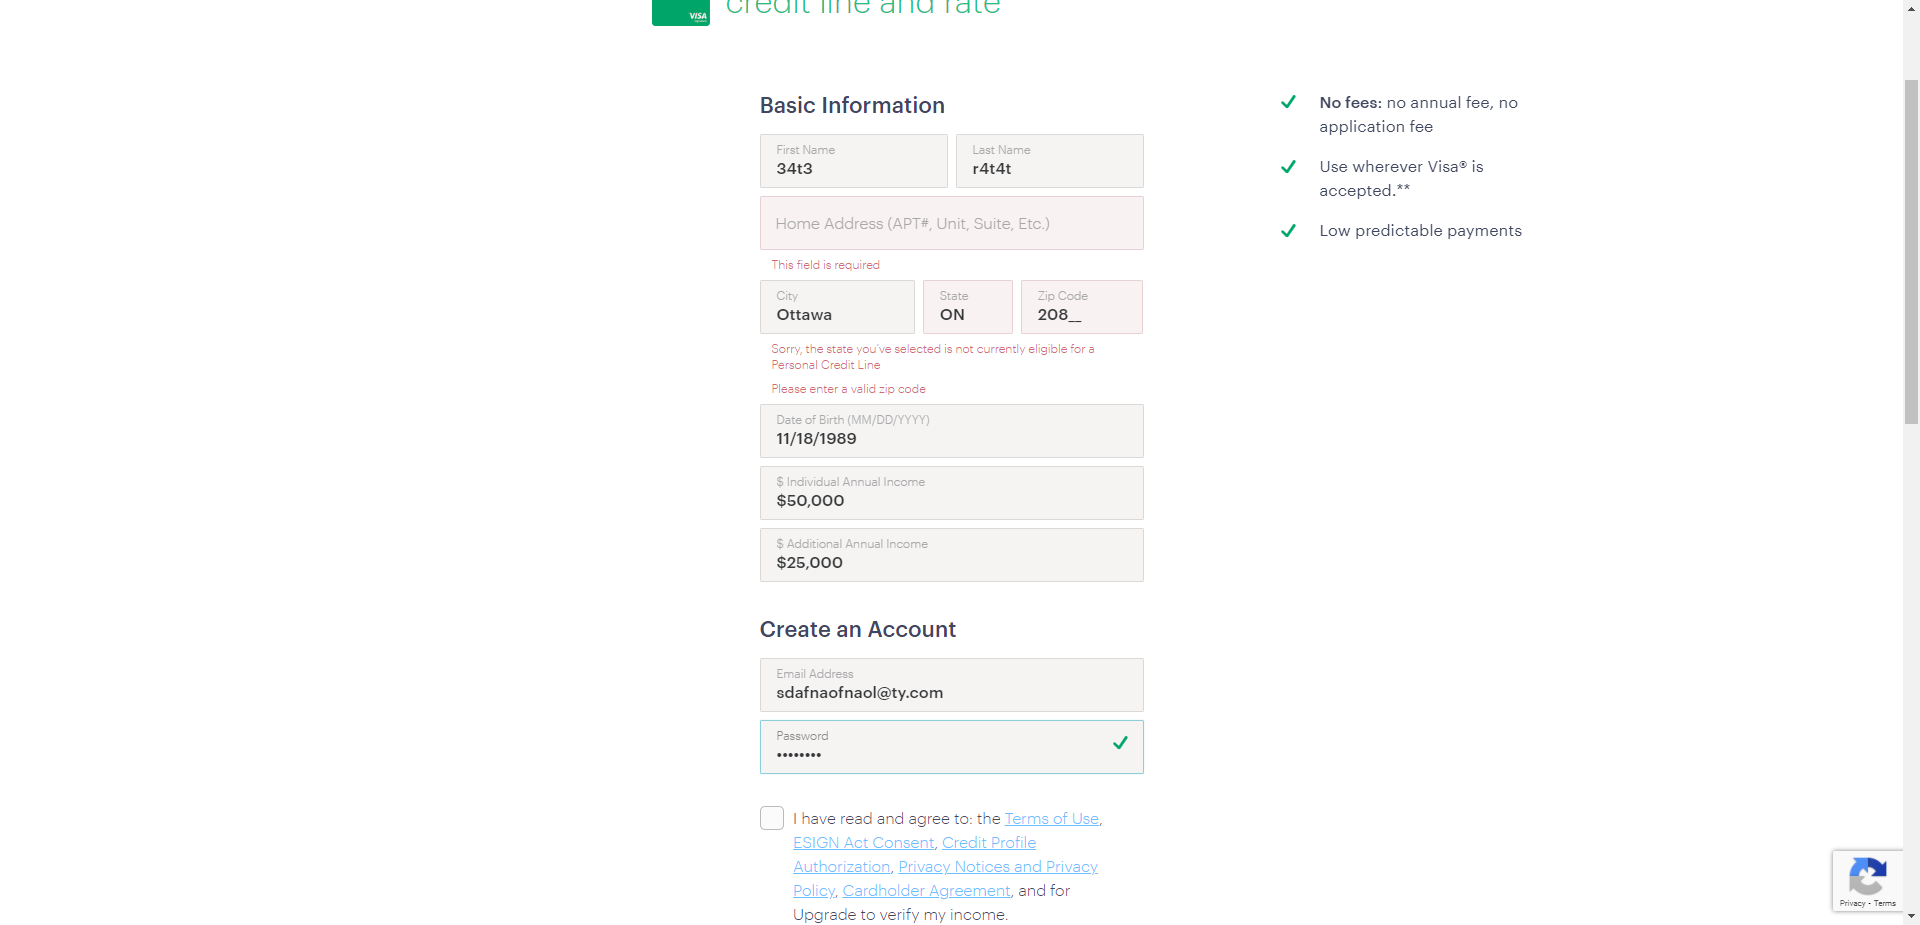 credit line and rate
VISA
Basic Information
First Name
34t3
Last Name
r4t4t
Home Address (APT#, Unit, Suite, Etc.)
This field is required
City
Ottawa
State
ON
Zip Code
208__
Sorry, the state you've selected is not currently eligible for a
Personal Credit Line
Please enter a valid zip code
Date of Birth (MM/DD/YYYY)
11/18/1989
$ Individual Annual Income
$50,000
$ Additional Annual Income
$25,000
Create an Account
Email Address
sdafnaofnaol@ty.com
Password
••••••••
I have read and agree to: the Terms of Use,
ESIGN Act Consent, Credit Profile
Authorization, Privacy Notices and Privacy
Policy, Cardholder Agreement, and for
Upgrade to verify my income.
No fees: no annual fee, no
application fee
Use wherever Visa® is
accepted.**
Low predictable payments
Privacy - Terms